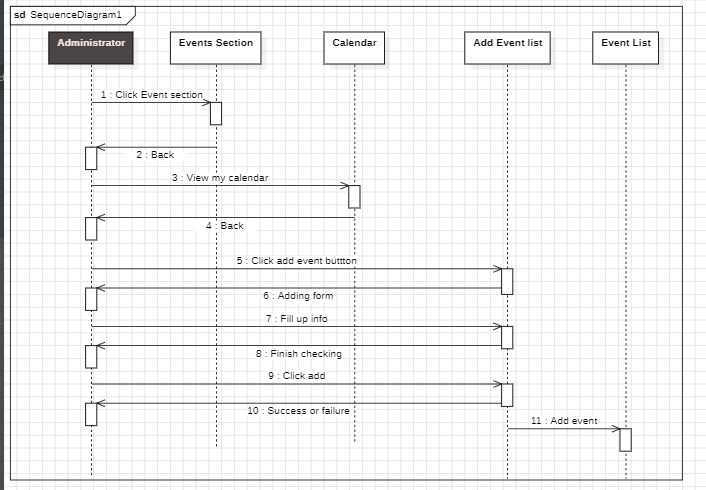 sd SequenceDiagram1
Administrator
Events Section
Calendar
Add Event list
Event List
1 : Click Event section
2 : Back
3 : View my calendar
4 : Back
5 : Click add event buttton
6 : Adding form
7 : Fill up info
8 : Finish checking
9 : Click add
10 : Success or failure
11 : Add event